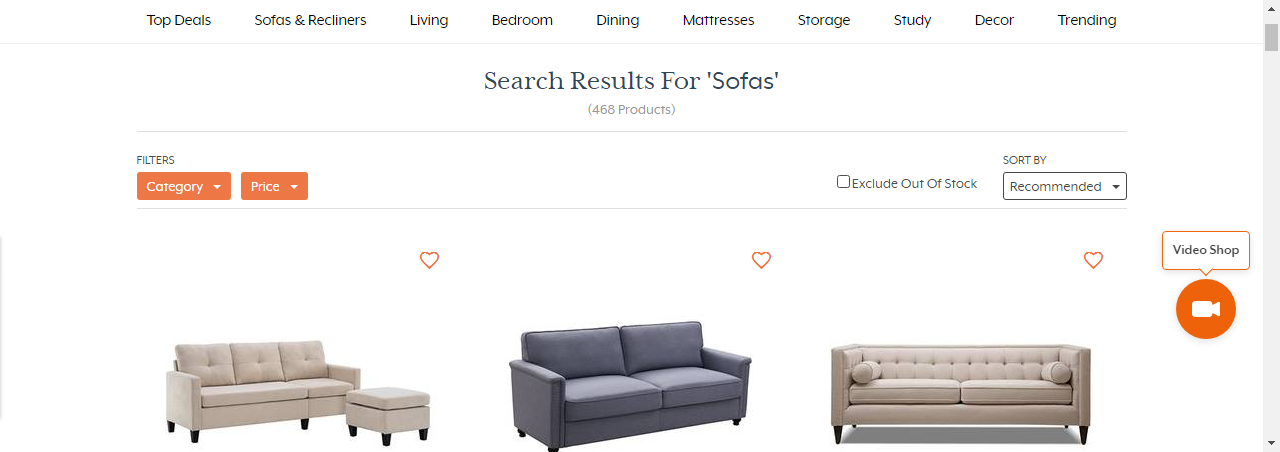 Top Deals Sofas & Recliners Living Bedroom Dining Mattresses Storage Study Decor Trending
Search Results For 'Sofas'
(468 Products)
FILTERS
Category Price
Exclude Out Of Stock
SORT BY
Recommended
Video Shop